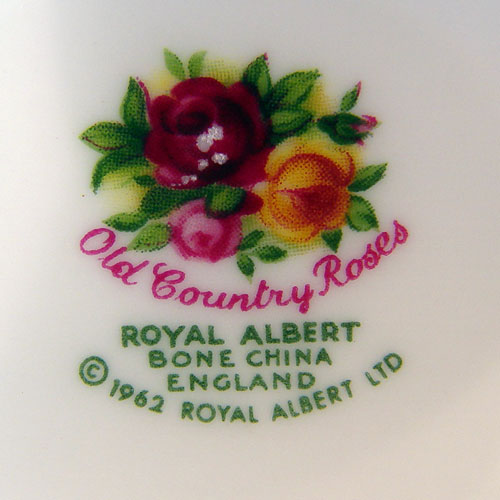 Old Country Roses
ROYAL ALBERT
BONE CHINA
ENGLAND
© 1962 ROYAL ALBERT LTD